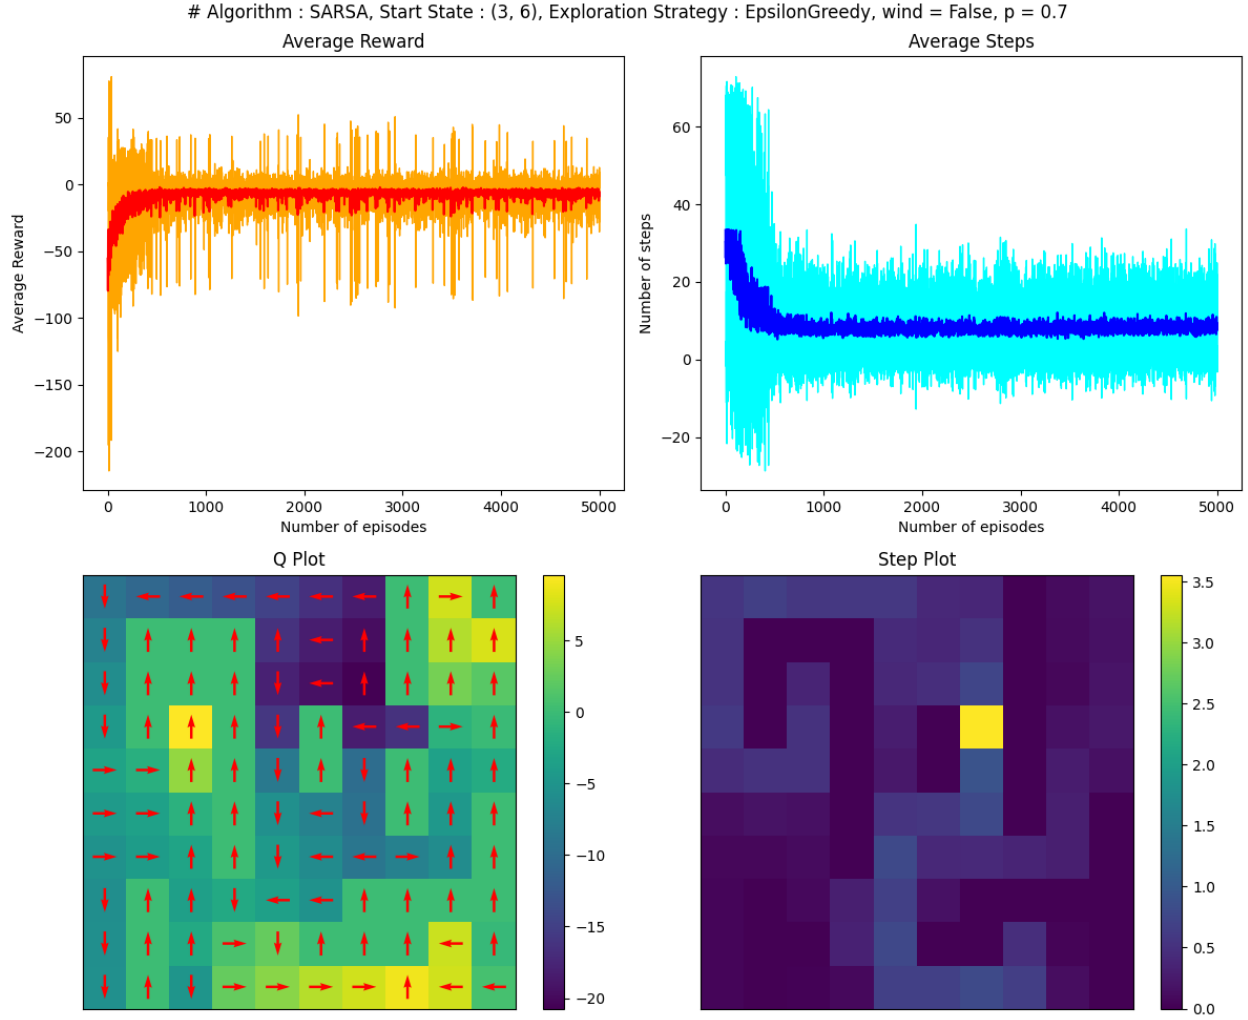 # Algorithm : SARSA, Start State : (3, 6), Exploration Strategy : EpsilonGreedy, wind = False, p = 0.7
Average Reward
Average Reward
50
0
−50
−100
−150
−200
0 1000 2000 3000 4000 5000
Number of episodes
Average Steps
Number of steps
60
40
20
0
−20
0 1000 2000 3000 4000 5000
Number of episodes
Q Plot
5
0
−5
−10
−15
−20
Step Plot
3.5
3.0
2.5
2.0
1.5
1.0
0.5
0.0